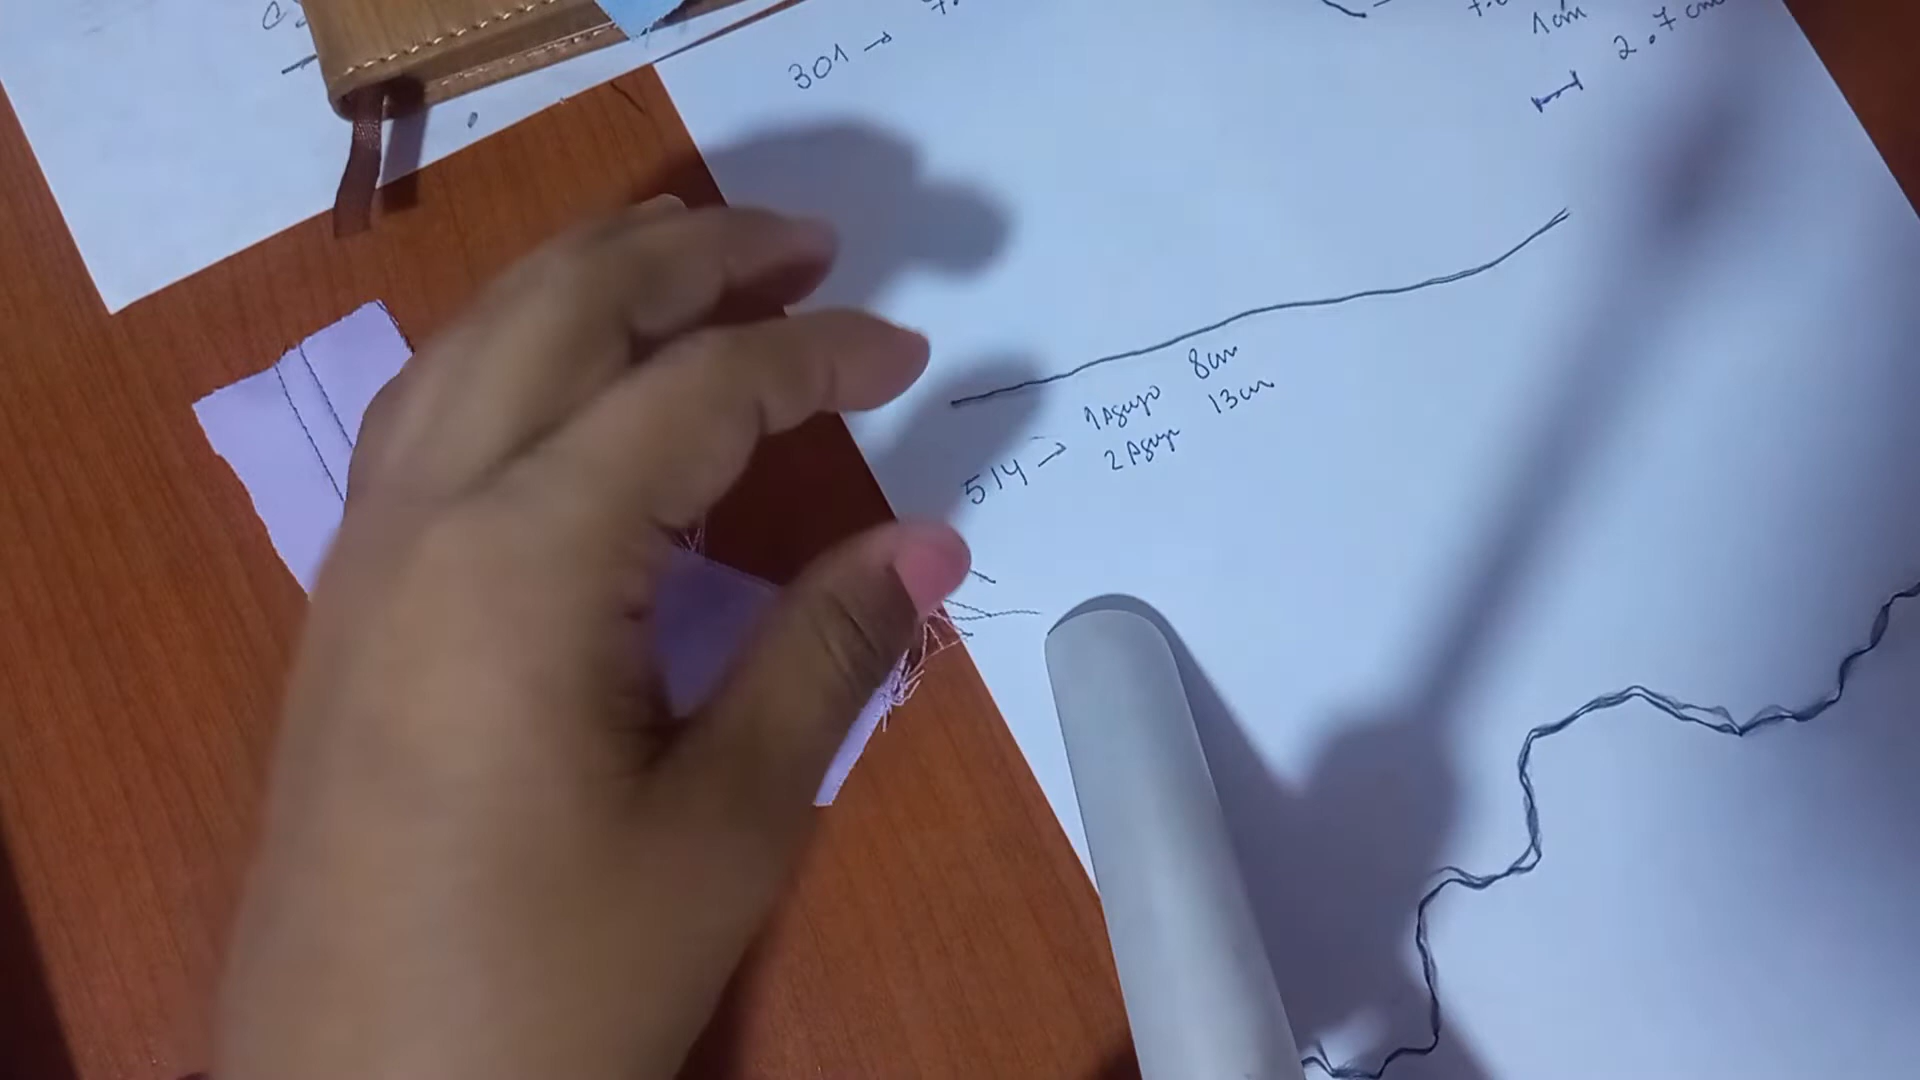 301 →
1cm
2.7 cm
1 Aguja 8cm
514 → 2 Aguja 13cm